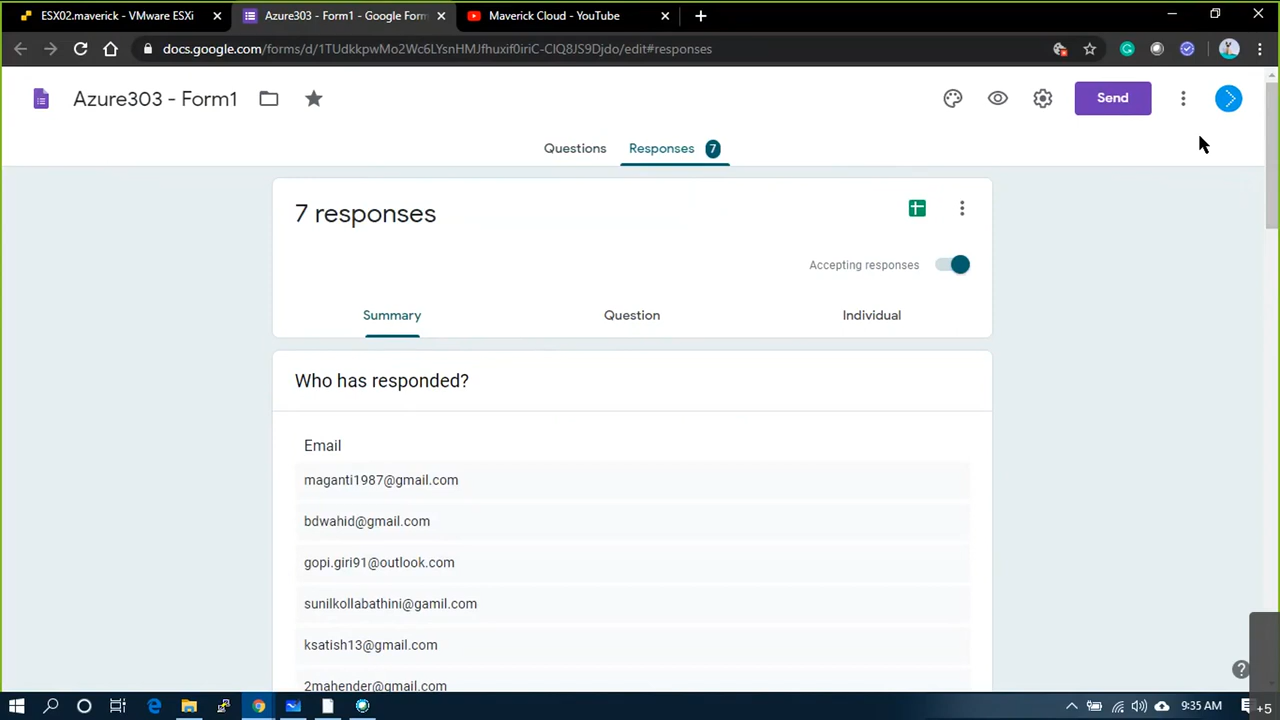 ESX02.maverick - VMware ESXi
Azure303 - Form1 - Google Form
Maverick Cloud - YouTube
docs.google.com/forms/d/1TUdkkpwMo2Wc6LYsnHMJfhuxif0iriC-CIQ8JS9Djdo/edit#responses
Azure303 - Form1
Send
Questions
Responses 7
7 responses
Accepting responses
Summary
Question
Individual
Who has responded?
Email
maganti1987@gmail.com
bdwahid@gmail.com
gopi.giri91@outlook.com
sunilkollabathini@gamil.com
ksatish13@gmail.com
2mahender@gmail.com
9:35 AM
+5